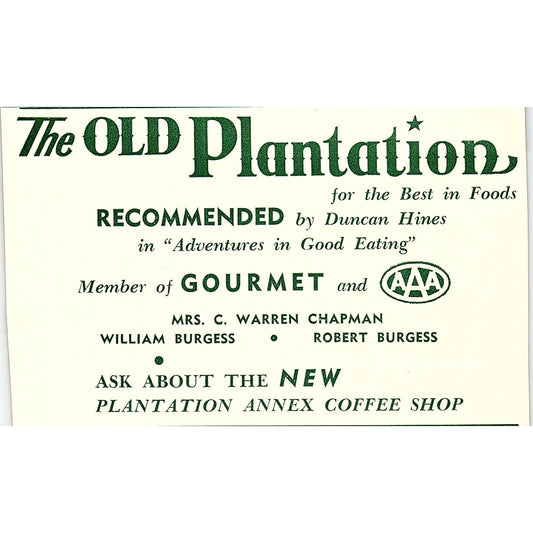 The OLD Plantation
for the Best in Foods
RECOMMENDED by Duncan Hines
in "Adventures in Good Eating"
Member of GOURMET and AAA
MRS. C. WARREN CHAPMAN
WILLIAM BURGESS • ROBERT BURGESS
•
ASK ABOUT THE NEW
PLANTATION ANNEX COFFEE SHOP